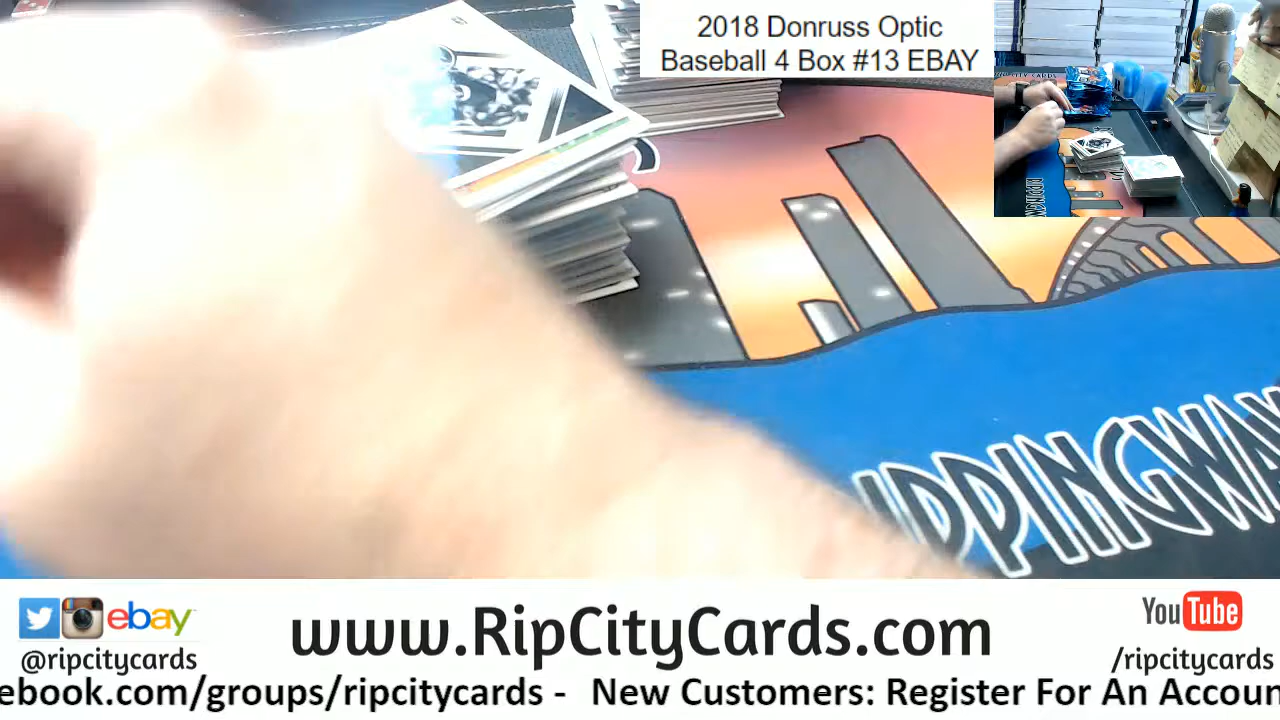 2018 Donruss Optic
Baseball 4 Box #13 EBAY
IPPINGWA
ebay
@ripcitycards
www.RipCityCards.com
YouTube
/ripcitycards
ebook.com/groups/ripcitycards - New Customers: Register For An Accoun